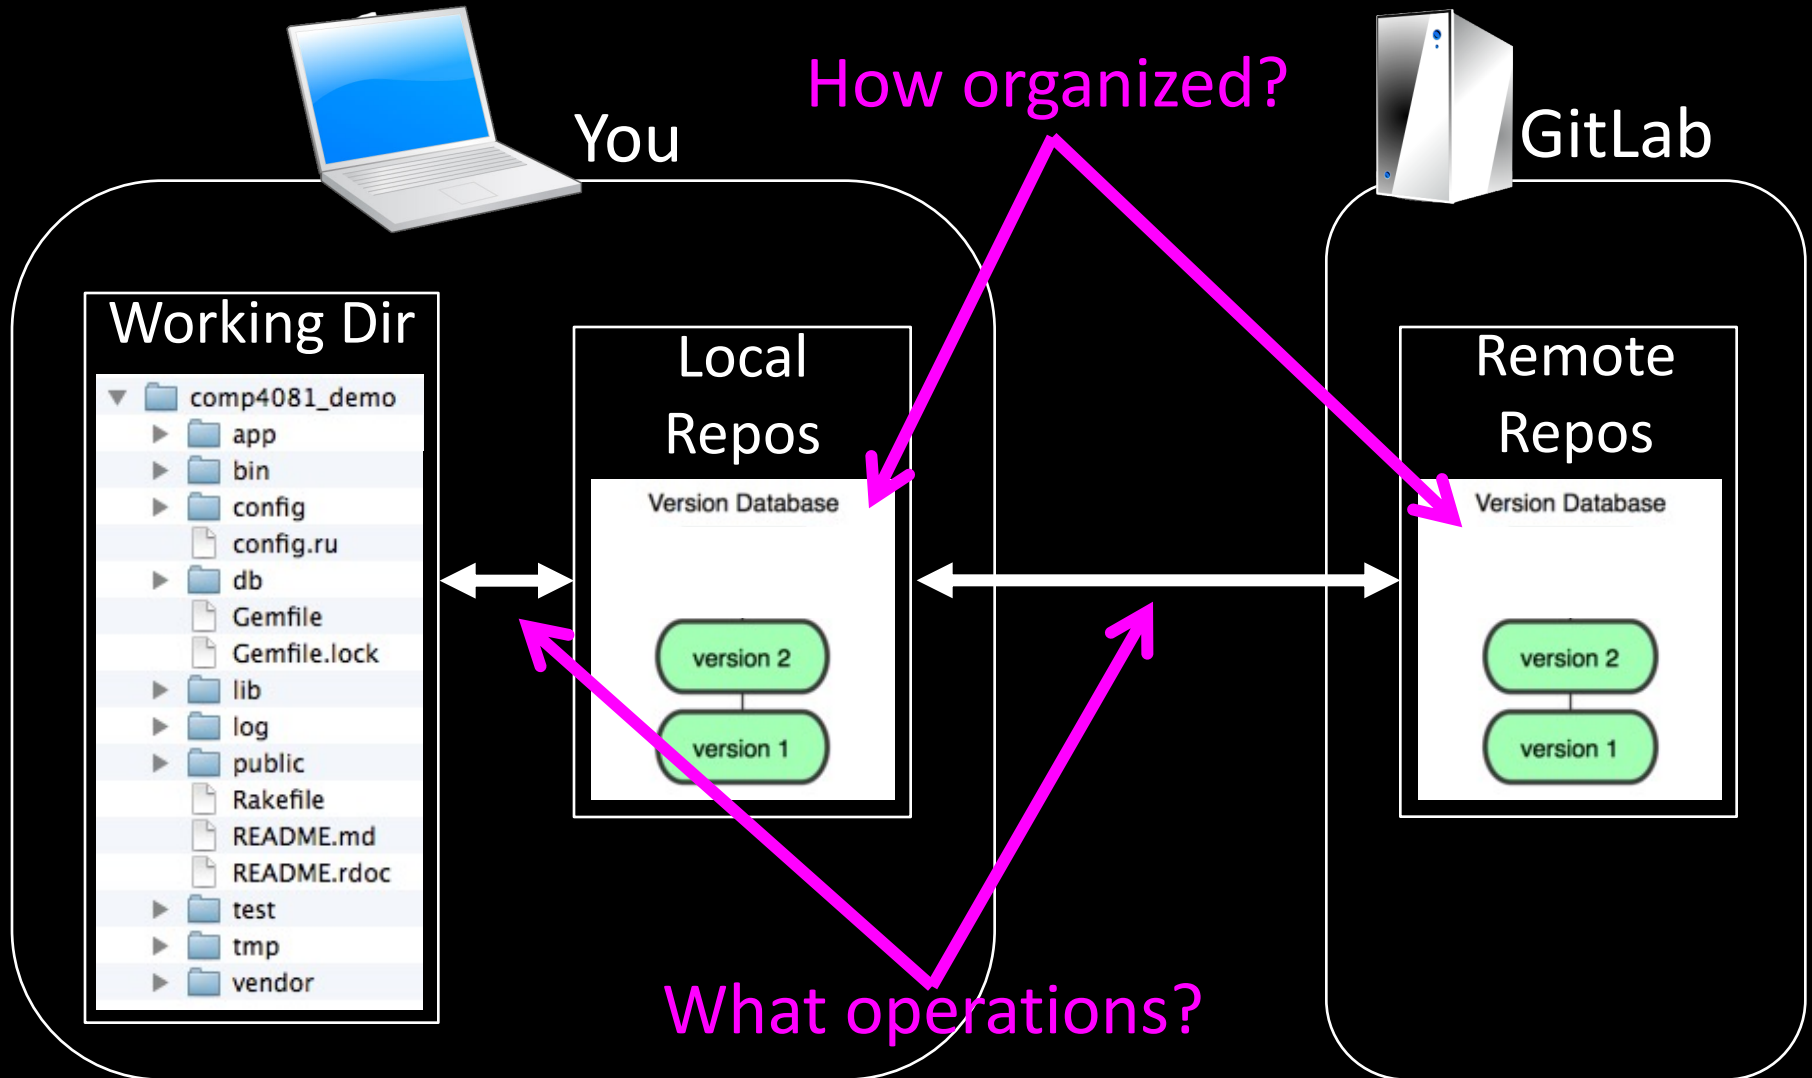 How organized?
You
GitLab
Working Dir
comp4081_demo
app
bin
config
config.ru
db
Gemfile
Gemfile.lock
lib
log
public
Rakefile
README.md
README.rdoc
test
tmp
vendor
Local
Repos
Version Database
version 2
version 1
Remote
Repos
Version Database
version 2
version 1
What operations?